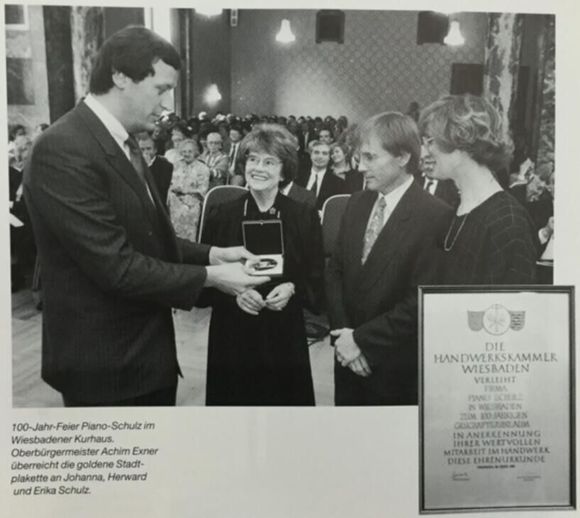 100-Jahr-Feier Piano-Schulz im
Wiesbadener Kurhaus.
Oberbürgermeister Achim Exner
überreicht die goldene Stadt-
plakette an Johanna, Herward
und Erika Schulz.
DIE
HANDWERKSKAMMER
WIESBADEN
VERLEIHT
FIRMA
PIANO SCHULZ
IN WIESBADEN
ZUM 100 JÄHRIGEN
GESCHÄFTSJUBILÄUM
IN ANERKENNUNG
IHRER WERTVOLLEN
MITARBEIT IM HANDWERK
DIESE EHRENURKUNDE